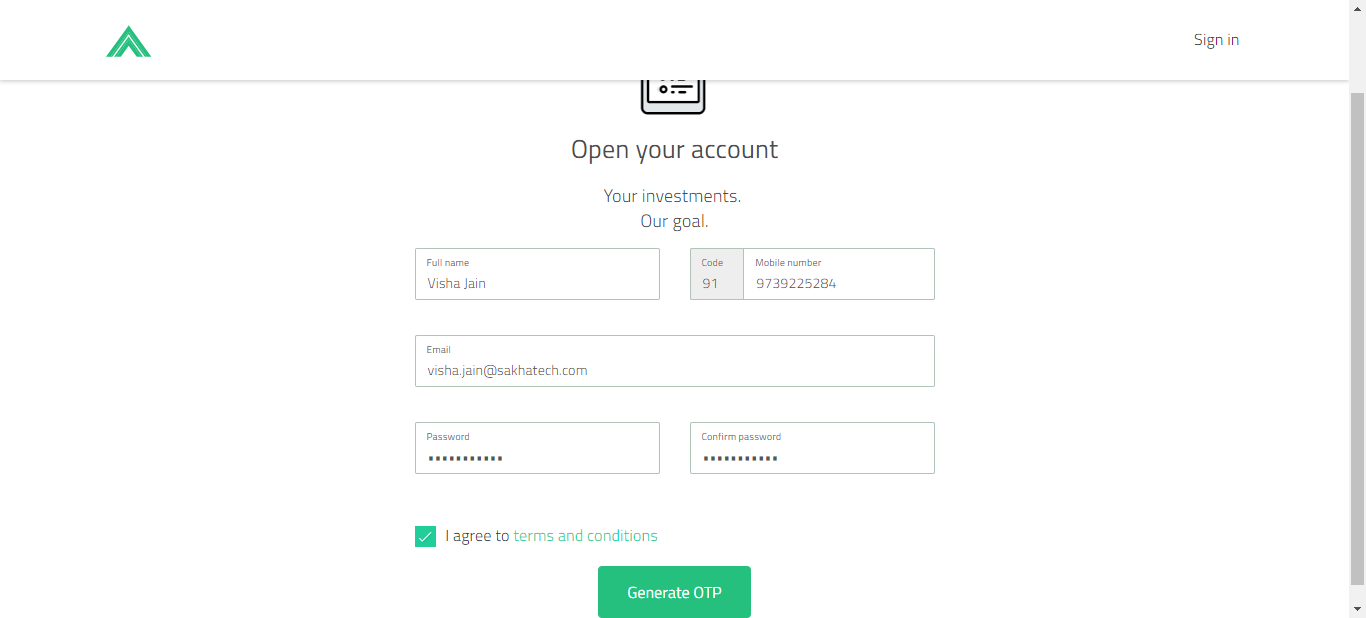 Sign in
Open your account
Your investments.
Our goal.
Full name
Visha Jain
Code
91
Mobile number
9739225284
Email
visha.jain@sakhatech.com
Password
Confirm password
I agree to terms and conditions
Generate OTP